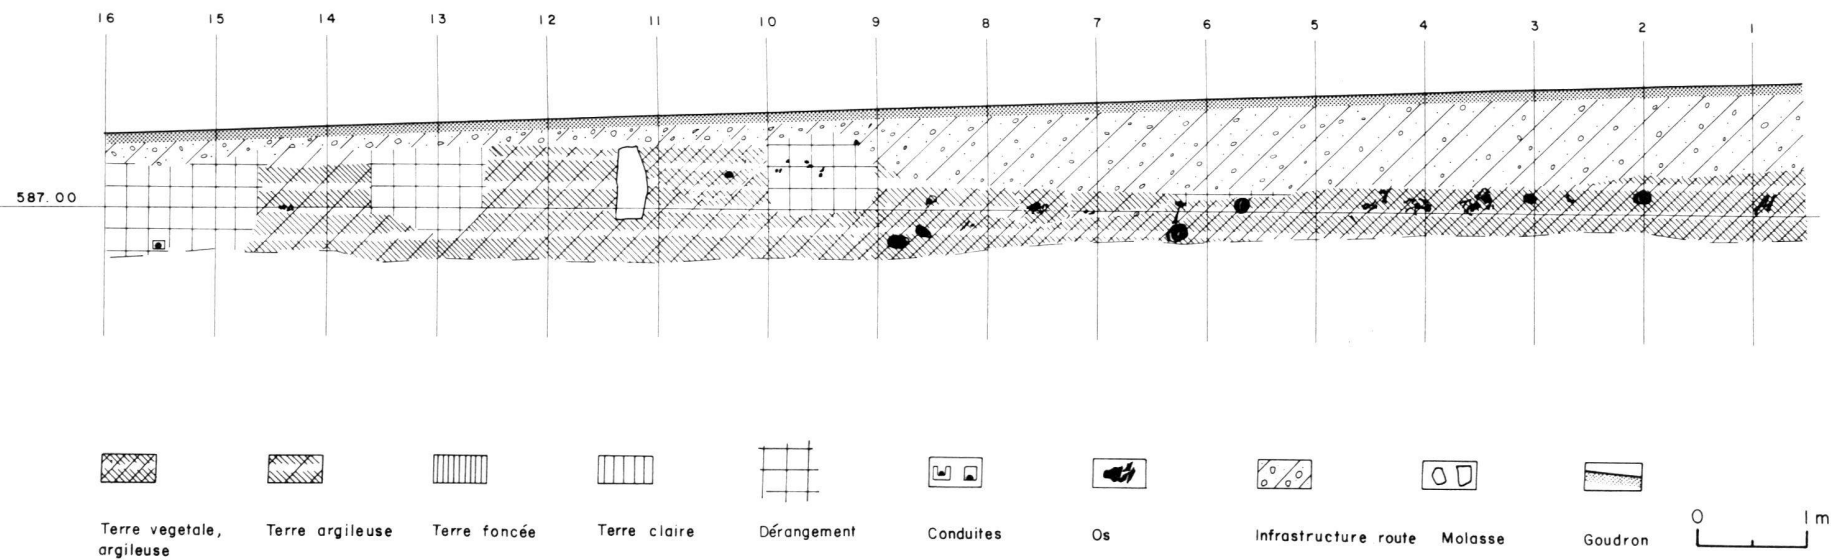 16 15 14 13 12 11 10 9 8 7 6 5 4 3 2 1
587.00
Terre vegetale,
argileuse
Terre argileuse
Terre foncée
Terre claire
Dérangement
Conduites
Os
Infrastructure route
Molasse
Goudron
0 1 m